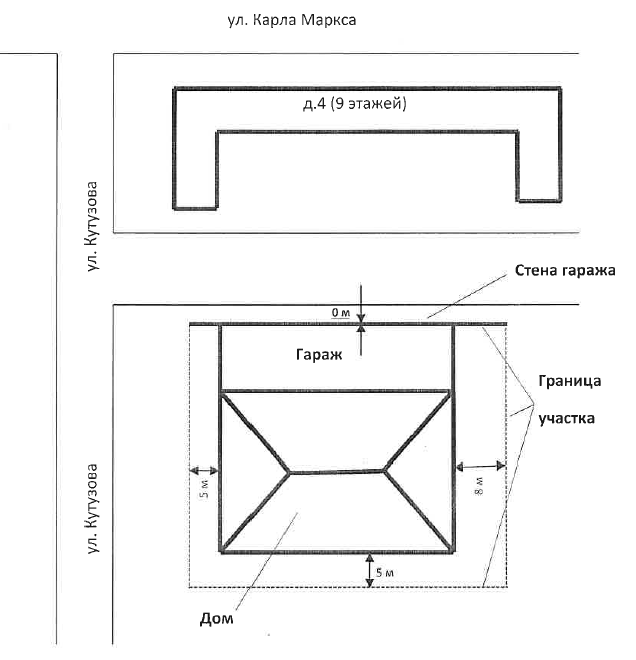 ул. Карла Маркса
д.4 (9 этажей)
ул. Кутузова
Стена гаража
0 м
Гараж
Граница
участка
5 м
8 м
ул. Кутузова
5 м
Дом